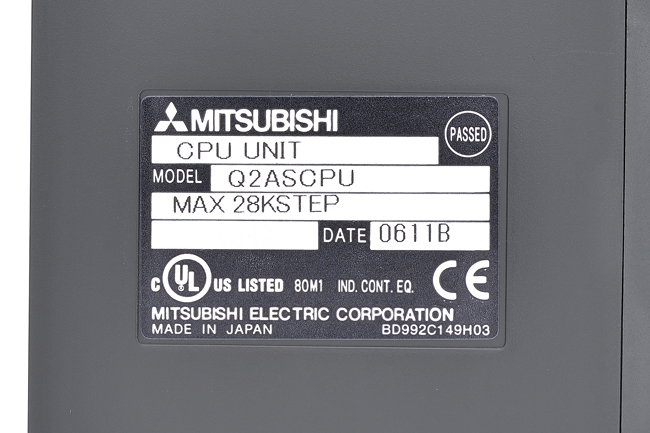 MITSUBISHI
PASSED
CPU UNIT
MODEL Q2ASCPU
MAX 28KSTEP
DATE 0611B
c UL US LISTED 80M1 IND. CONT. EQ. CE
MITSUBISHI ELECTRIC CORPORATION
MADE IN JAPAN BD992C149H03